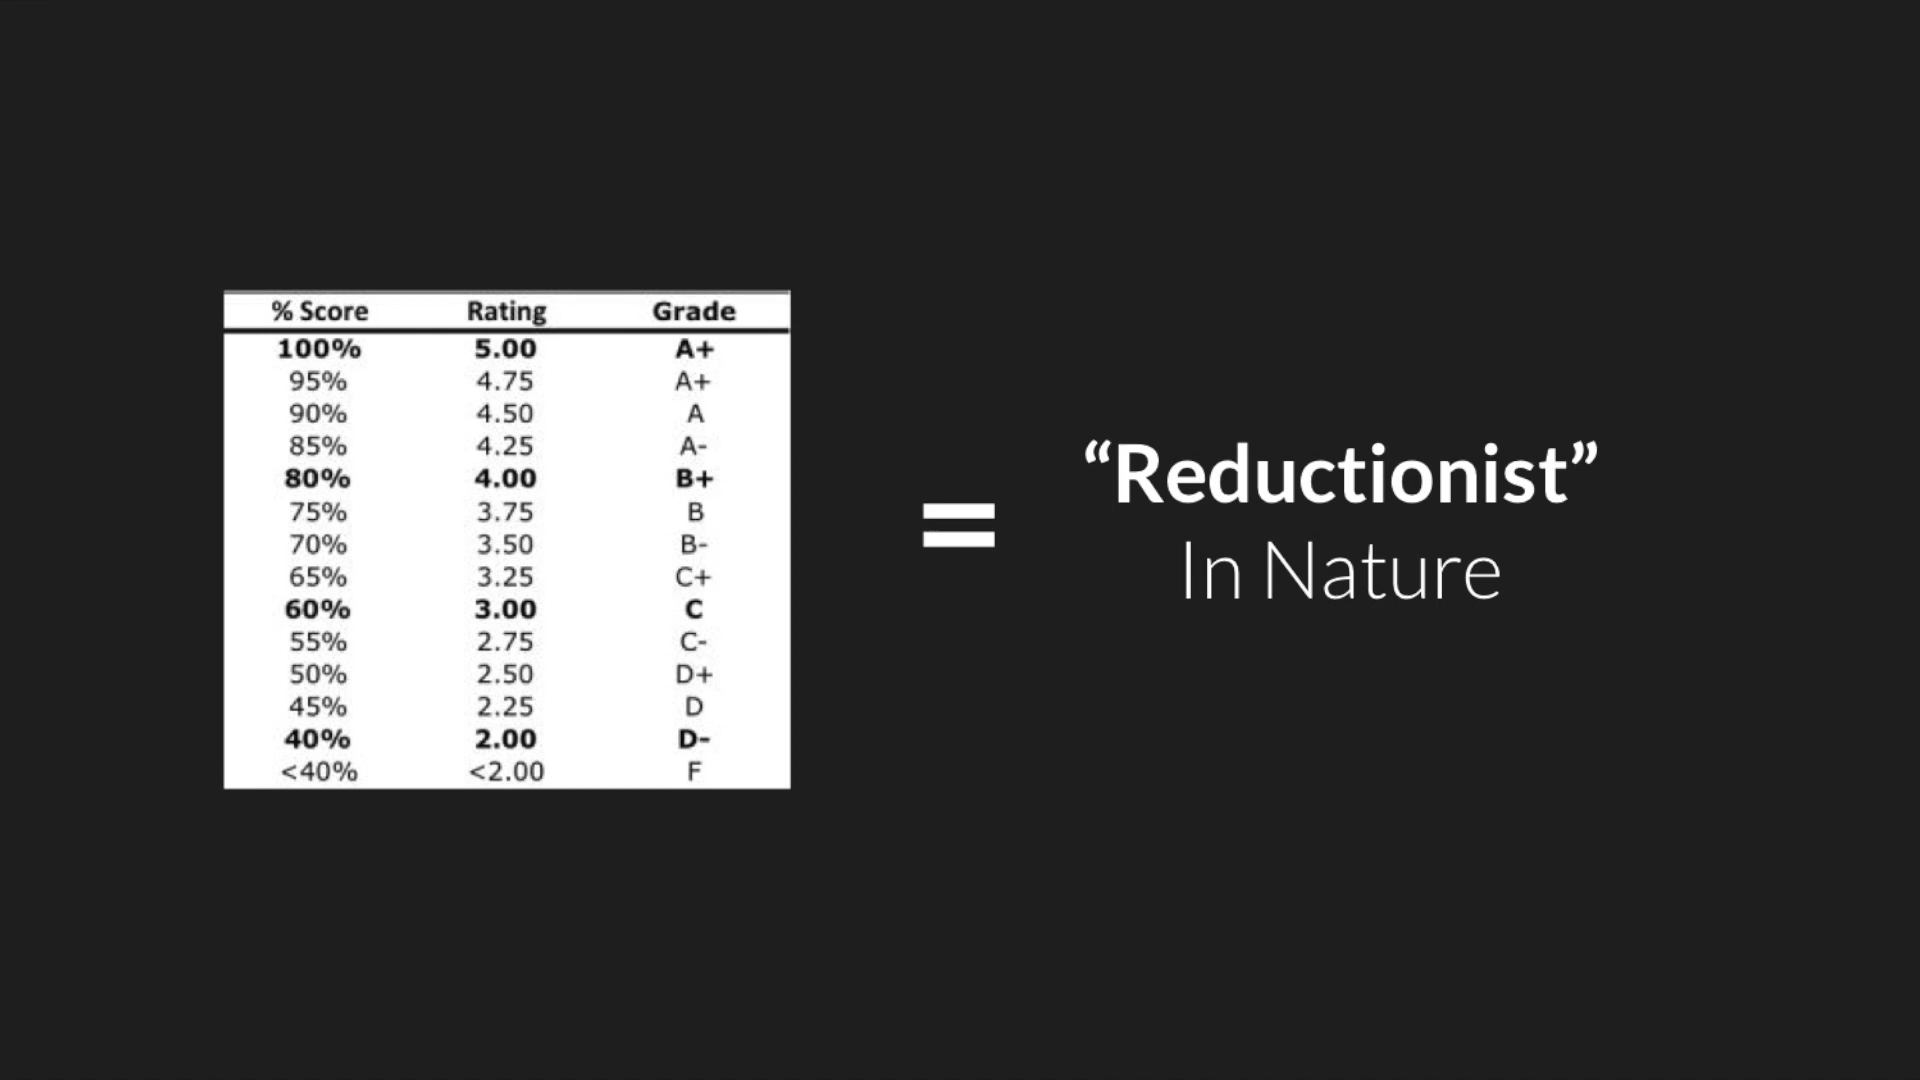 % Score Rating Grade
100% 5.00 A+
95% 4.75 A+
90% 4.50 A
85% 4.25 A-
80% 4.00 B+
75% 3.75 B
70% 3.50 B-
65% 3.25 C+
60% 3.00 C
55% 2.75 C-
50% 2.50 D+
45% 2.25 D
40% 2.00 D-
<40% <2.00 F
=
“Reductionist”
In Nature